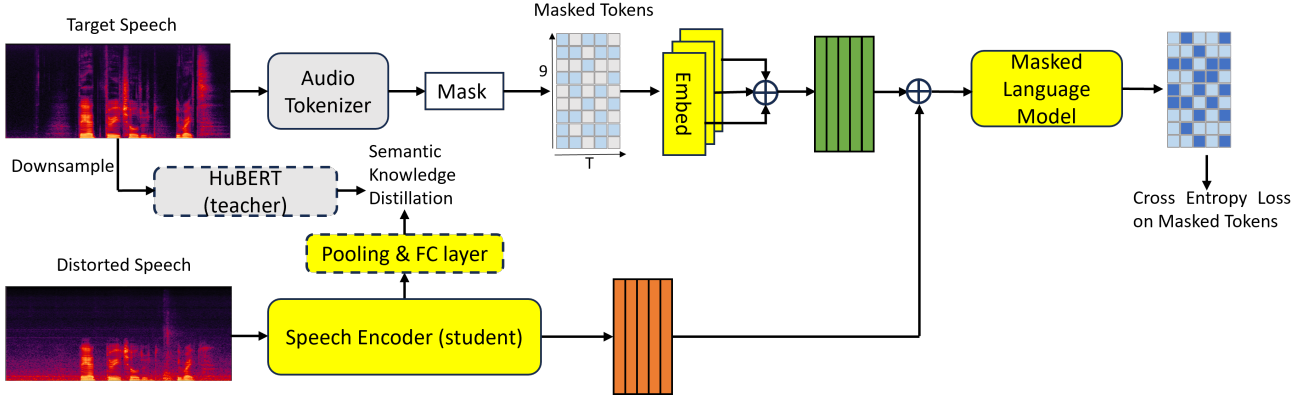 Target Speech
Masked Tokens
Audio
Tokenizer
Mask
9
T
Embed
Masked
Language
Model
Downsample
HuBERT
(teacher)
Semantic
Knowledge
Distillation
Cross Entropy Loss
on Masked Tokens
Pooling & FC layer
Distorted Speech
Speech Encoder (student)